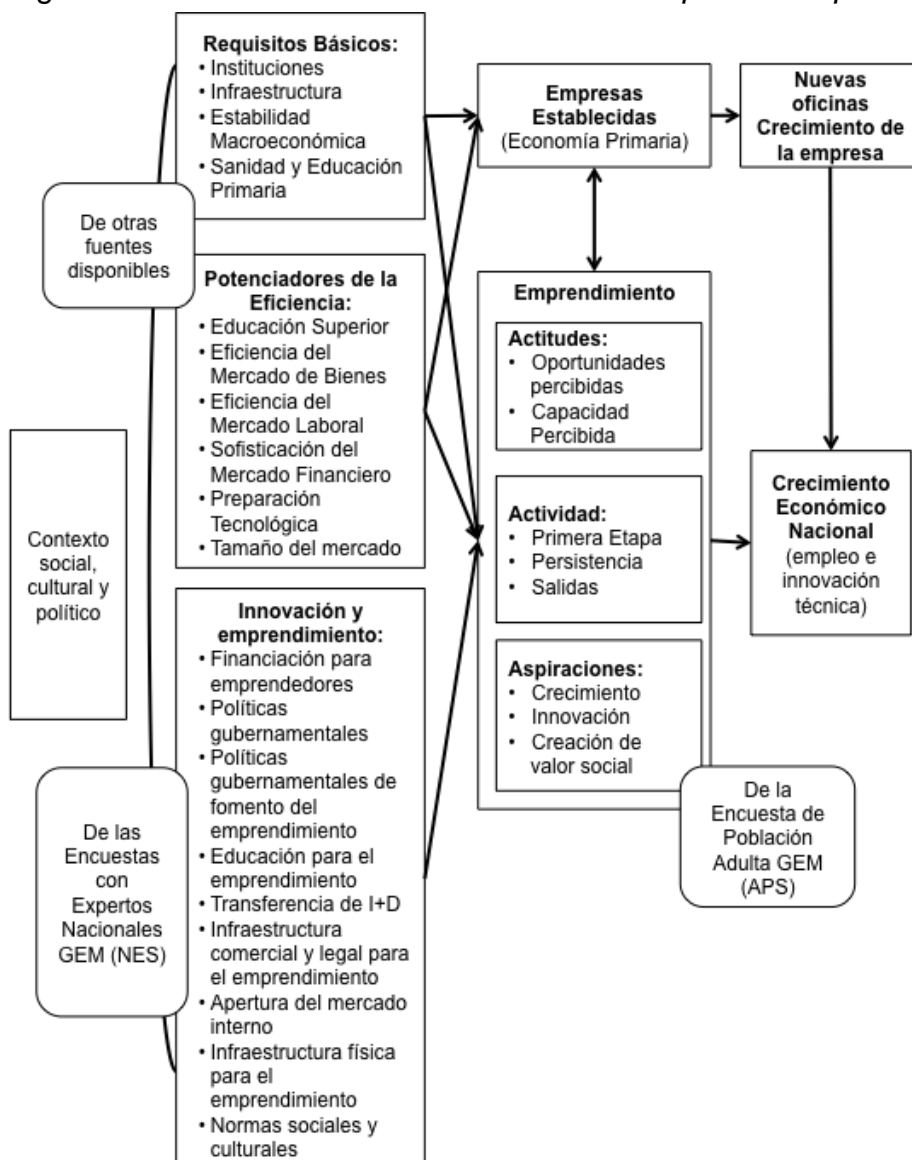 Requisitos Básicos:
• Instituciones
• Infraestructura
• Estabilidad
Macroeconómica
• Sanidad y Educación
Primaria
De otras
fuentes
disponibles
Potenciadores de la
Eficiencia:
• Educación Superior
• Eficiencia del
Mercado de Bienes
• Eficiencia del
Mercado Laboral
• Sofisticación del
Mercado Financiero
• Preparación
Tecnológica
• Tamaño del mercado
Contexto
social,
cultural y
político
Innovación y
emprendimiento:
• Financiación para
emprendedores
• Políticas
gubernamentales
• Políticas
gubernamentales de
fomento del
emprendimiento
• Educación para el
emprendimiento
• Transferencia de I+D
• Infraestructura
comercial y legal para
el emprendimiento
• Apertura del mercado
interno
• Infraestructura física
para el
emprendimiento
• Normas sociales y
culturales
De las
Encuestas
con
Expertos
Nacionales
GEM (NES)
Empresas
Establecidas
(Economía Primaria)
Nuevas
oficinas
Crecimiento de
la empresa
Emprendimiento
Actitudes:
• Oportunidades
percibidas
• Capacidad
Percibida
Actividad:
• Primera Etapa
• Persistencia
• Salidas
Aspiraciones:
• Crecimiento
• Innovación
• Creación de
valor social
Crecimiento
Económico
Nacional
(empleo e
innovación
técnica)
De la
Encuesta de
Población
Adulta GEM
(APS)